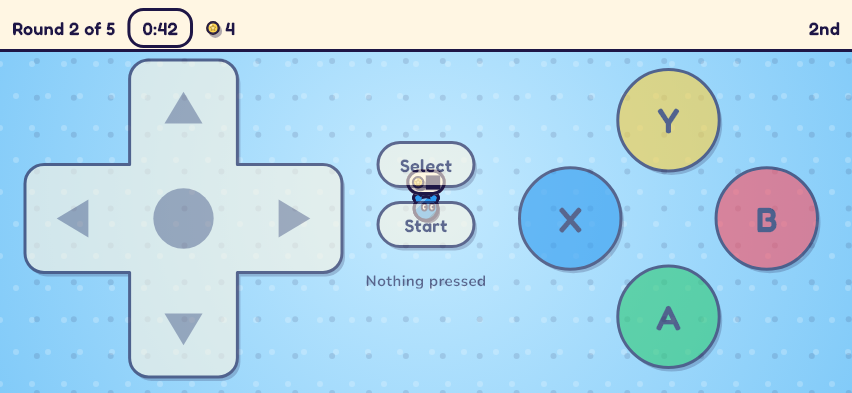 Round 2 of 5 0:42 4 2nd
Y
Select
X B
Start
Nothing pressed
A